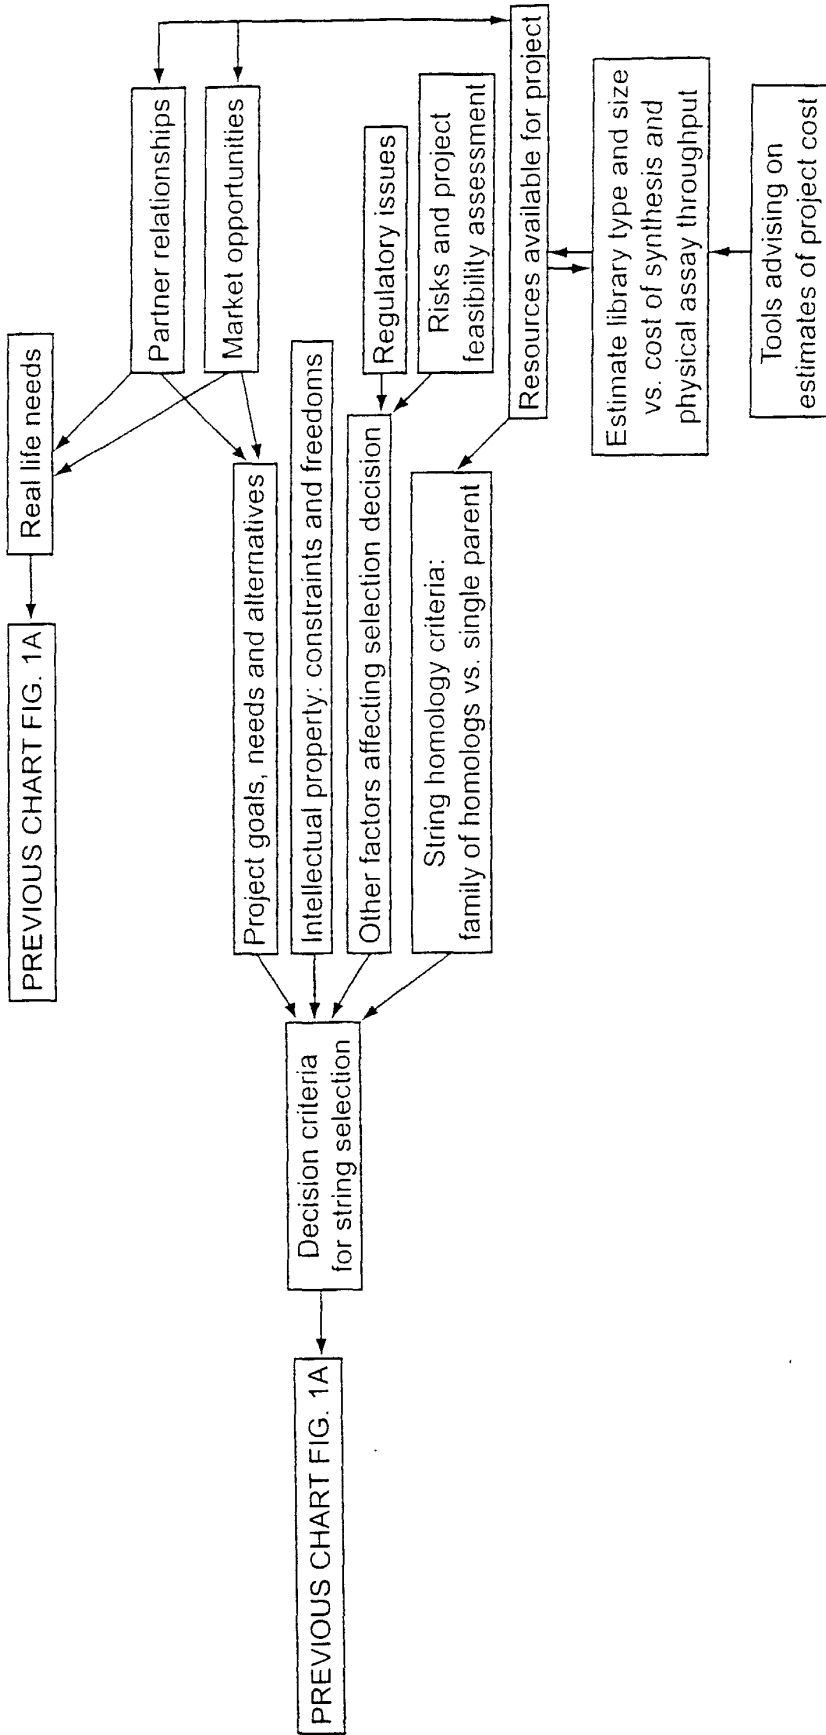 PREVIOUS CHART FIG. 1A
Real life needs
Partner relationships
Market opportunities
Project goals, needs and alternatives
Intellectual property: constraints and freedoms
Regulatory issues
Other factors affecting selection decision
Risks and project
feasibility assessment
String homology criteria:
family of homologs vs. single parent
Resources available for project
Decision criteria
for string selection
PREVIOUS CHART FIG. 1A
Estimate library type and size
vs. cost of synthesis and
physical assay throughput
Tools advising on
estimates of project cost